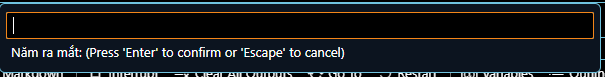 Năm ra mắt: (Press 'Enter' to confirm or 'Escape' to cancel)